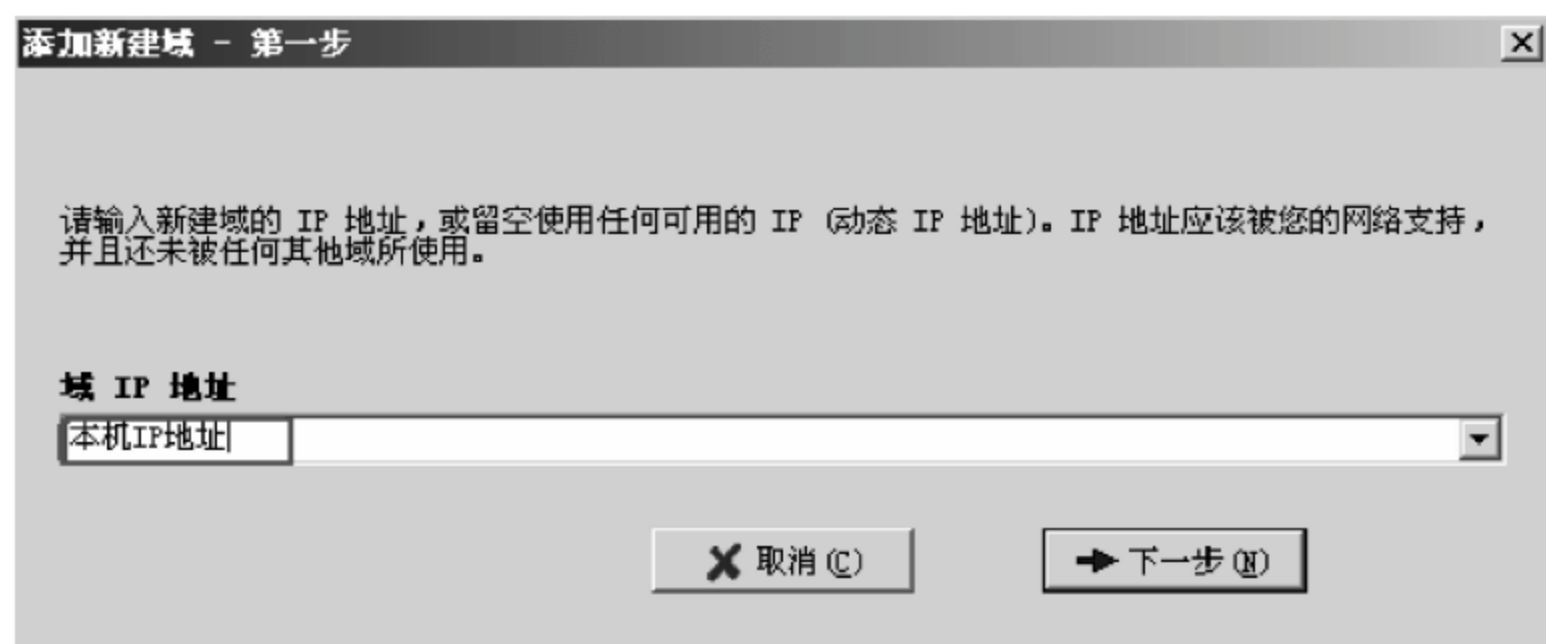 添加新建域 - 第一步
请输入新建域的 IP 地址，或留空使用任何可用的 IP (动态 IP 地址)。IP 地址应该被您的网络支持，
并且还未被任何其他域所使用。
域 IP 地址
本机IP地址
取消(C)
下一步(N)